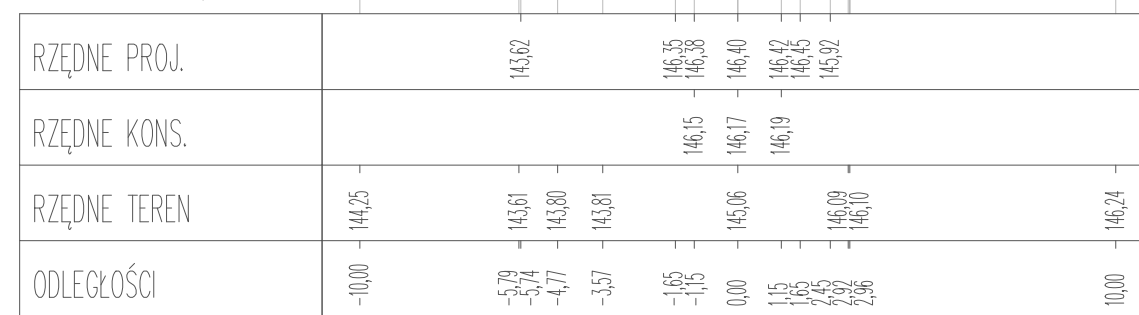 RZĘDNE PROJ. 143,62 146,35 146,38 146,40 146,42 146,45 145,92
RZĘDNE KONS. 146,15 146,17 146,19
RZĘDNE TEREN 144,25 143,61 143,80 143,81 145,06 146,09 146,10 146,24
ODLEGŁOŚCI -10,00 -5,79 -5,74 -4,77 -3,57 -1,65 -1,15 0,00 1,15 1,65 2,45 2,92 2,96 10,00